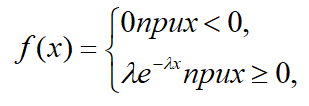 f(x) = { 0 при x < 0,
λe^{-λx} при x ≥ 0,